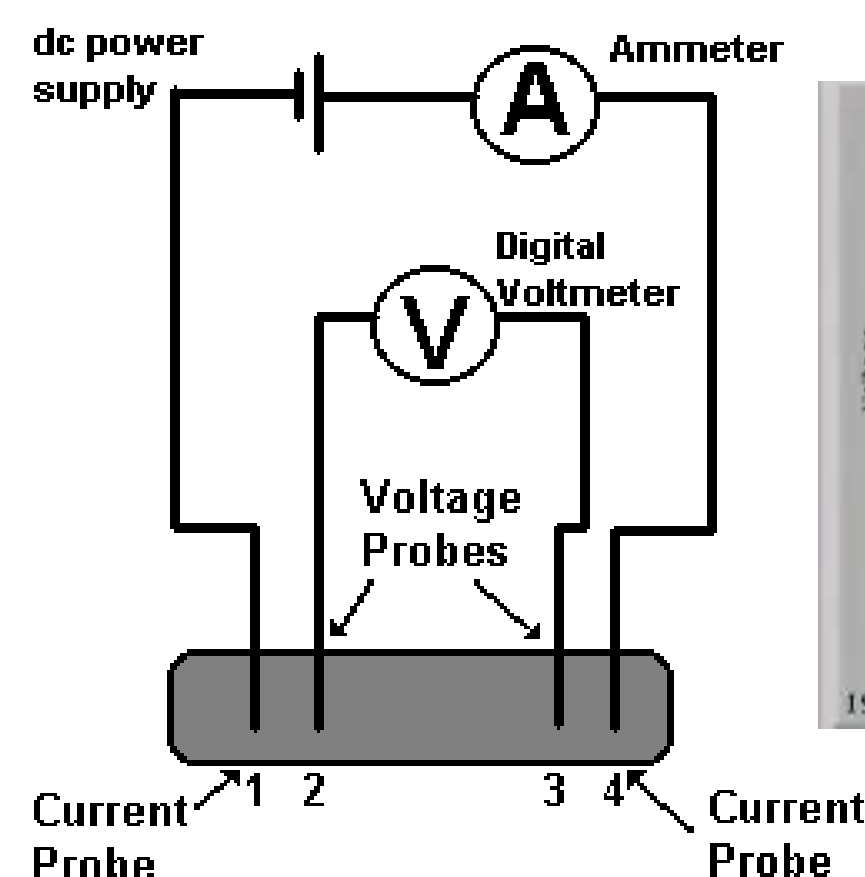 dc power
supply
Ammeter
A
Digital
Voltmeter
V
Voltage
Probes
1 2 3 4
Current
Probe
Current
Probe